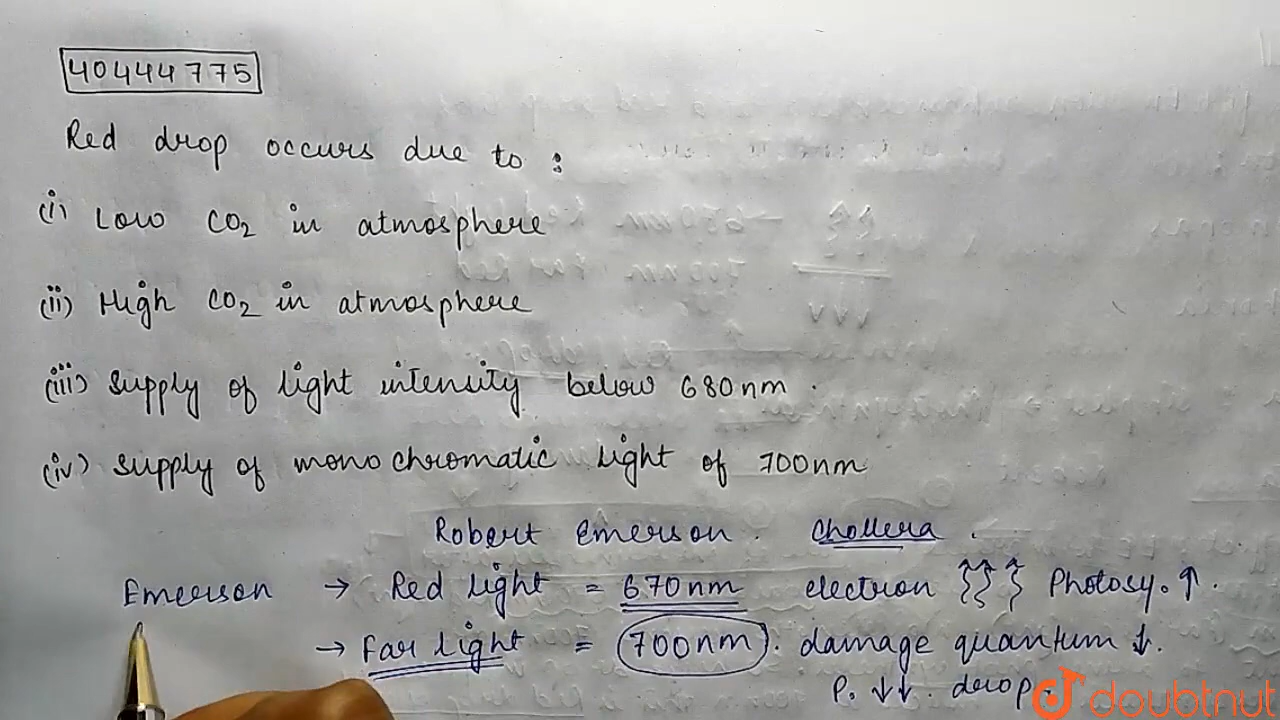 40444775
Red drop occurs due to :
(i) Low CO2 in atmosphere
(ii) High CO2 in atmosphere
(iii) Supply of light intensity below 680nm .
(iv) Supply of monochromatic light of 700nm
Robert Emerson. Chollera .
Emerson → Red light = 670nm electron }}} Photosy. ↑ .
→ Far light = 700nm . damage quantum ↓.
P. ↓↓ . drop.
doubtnut